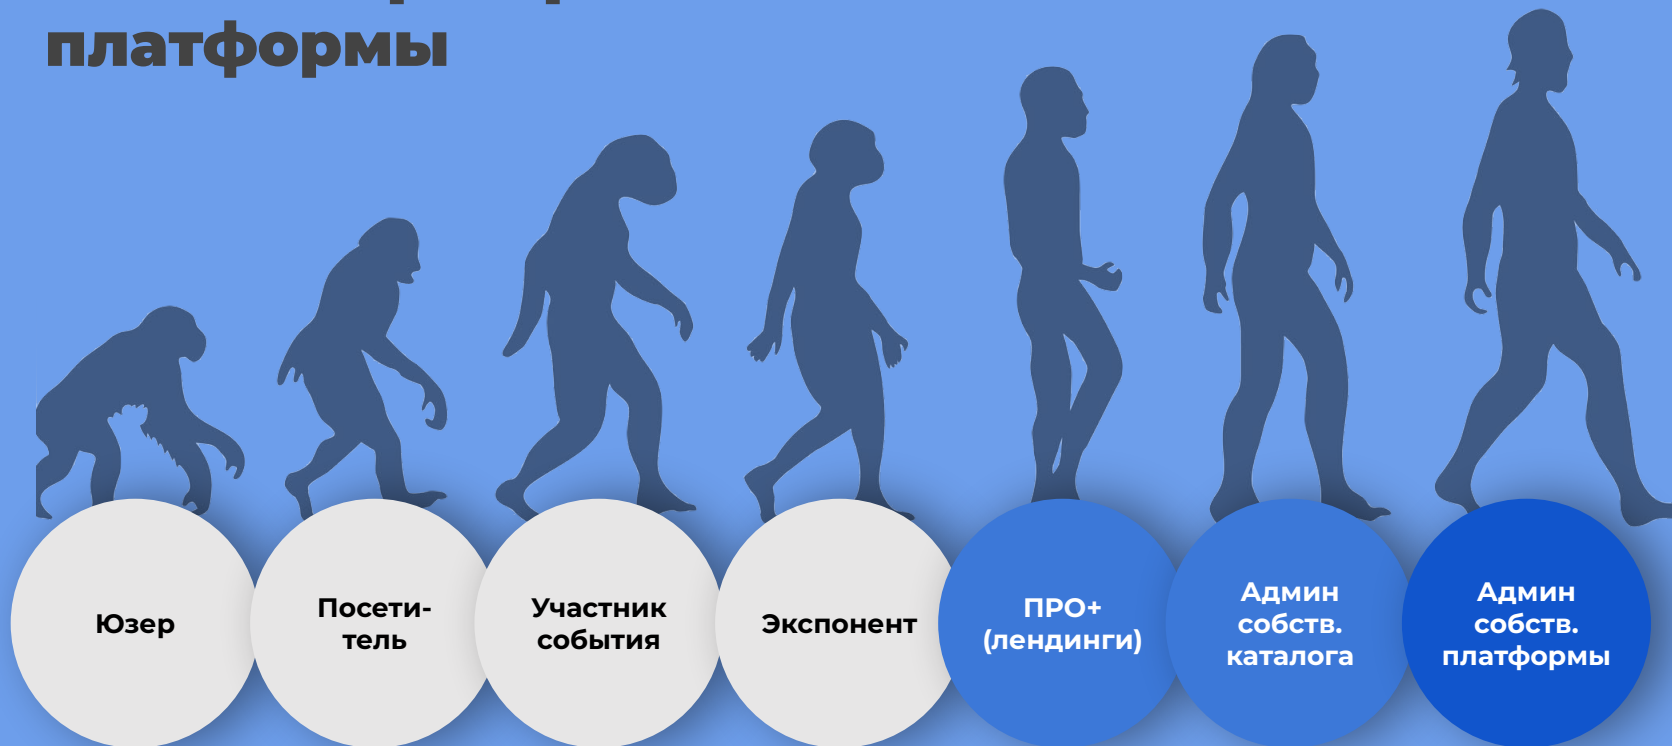 платформы
Юзер
Посети-
тель
Участник
события
Экспонент
ПРО+
(лендинги)
Админ
собств.
каталога
Админ
собств.
платформы